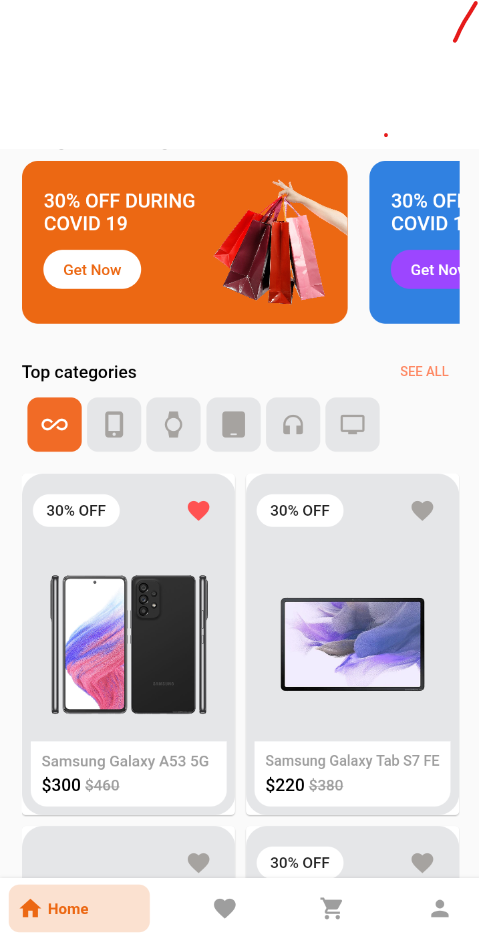 30% OFF DURING
COVID 19
Get Now
30% OFF
COVID 1
Get Now
Top categories
SEE ALL
30% OFF
30% OFF
Samsung Galaxy A53 5G
$300 $460
Samsung Galaxy Tab S7 FE
$220 $380
30% OFF
Home